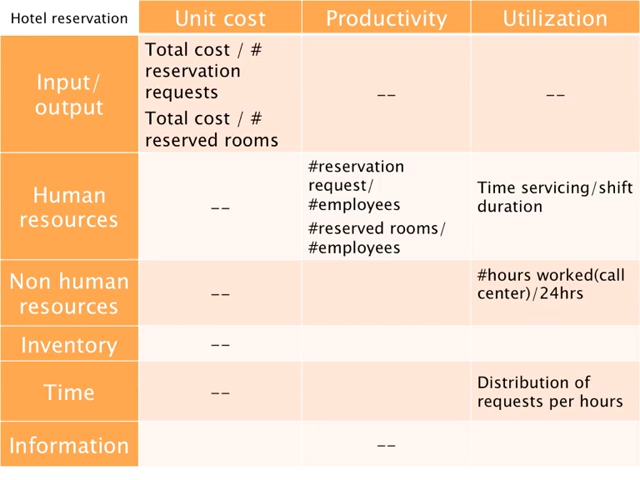 Hotel reservation
Unit cost
Productivity
Utilization
Input/
output
Total cost / #
reservation
requests
Total cost / #
reserved rooms
--
--
Human
resources
--
#reservation
request/
#employees
#reserved rooms/
#employees
Time servicing/shift
duration
Non human
resources
--
#hours worked(call
center)/24hrs
Inventory
--
Time
--
Distribution of
requests per hours
Information
--